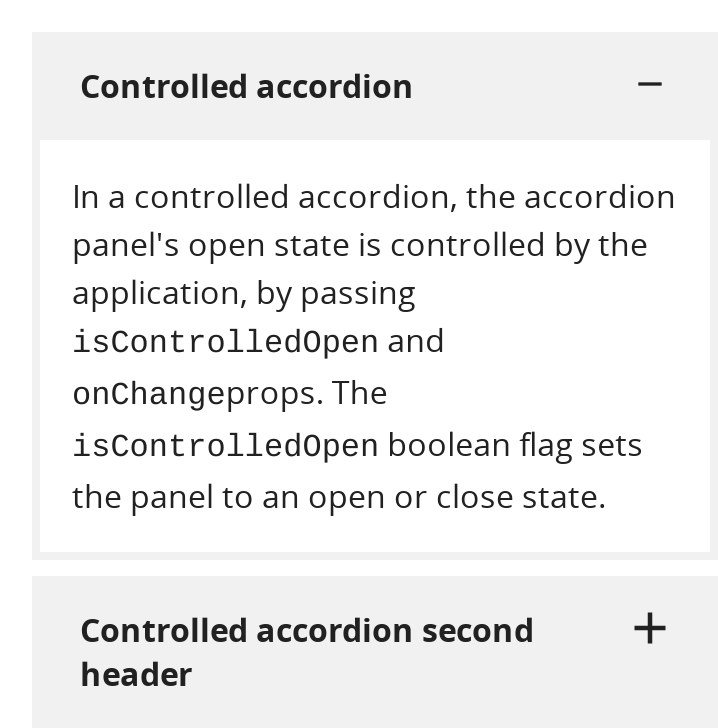 Controlled accordion
In a controlled accordion, the accordion
panel's open state is controlled by the
application, by passing
isControlledOpen and
onChangeprops. The
isControlledOpen boolean flag sets
the panel to an open or close state.
Controlled accordion second
header